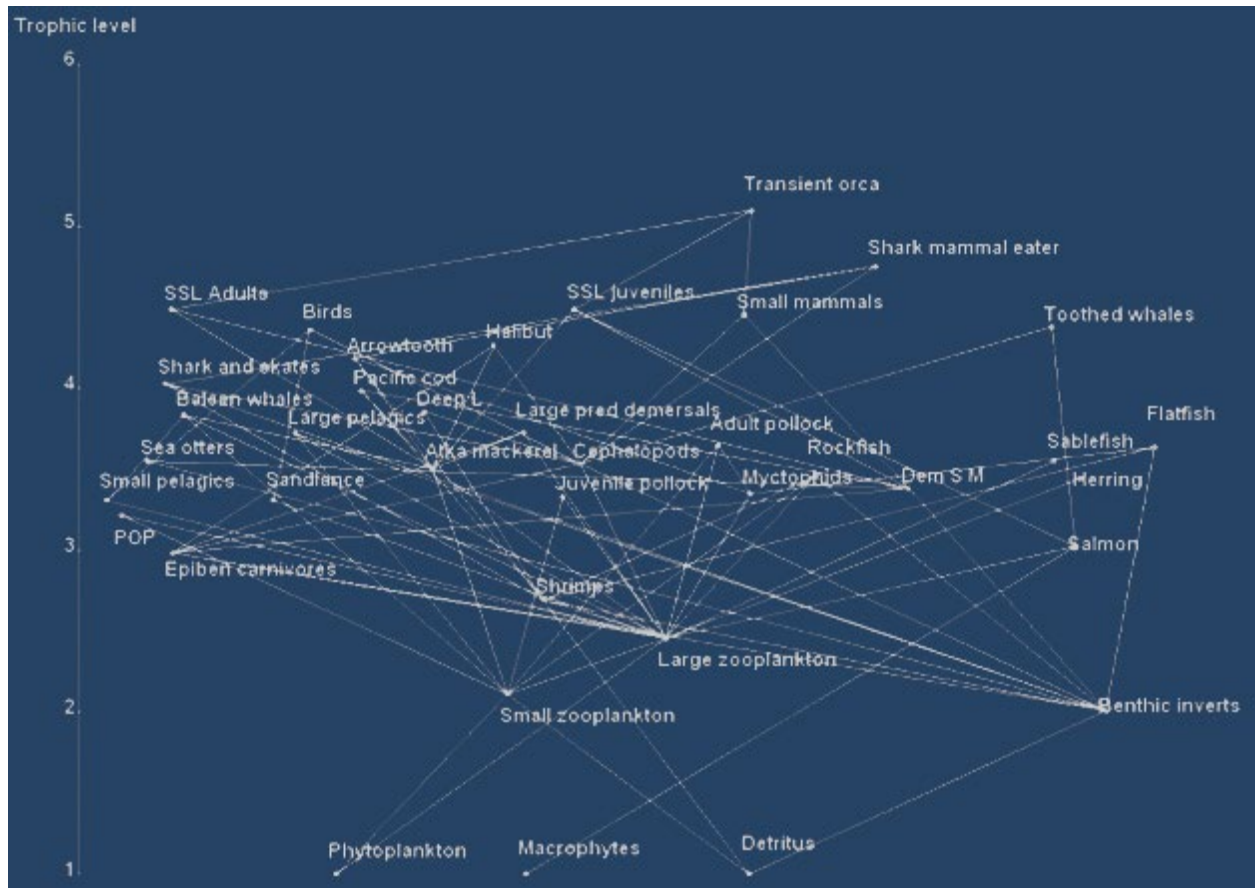 Trophic level
6
5
4
3
2
1
Transient orca
Shark mammal eater
SSL Adults
SSL juveniles
Small mammals
Birds
Toothed whales
Halibut
Arrowtooth
Shark and skates
Pacific cod
Baleen whales
Deep L
Large pelagics
Large pred demersals
Adult pollock
Flatfish
Sea otters
Atka mackerel
Cephalopods
Rockfish
Sablefish
Small pelagics
Sandlance
Juvenile pollock
Myctophids
Dem S M
Herring
POP
Salmon
Epiben carnivores
Shrimps
Large zooplankton
Small zooplankton
Benthic inverts
Phytoplankton
Macrophytes
Detritus